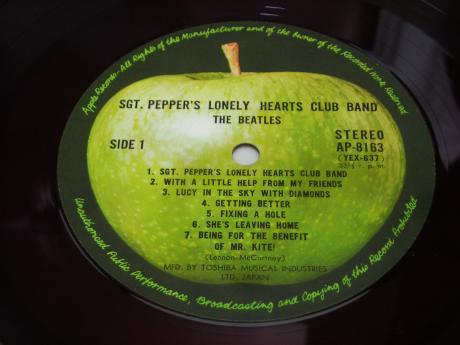 Apple Records-All Rights of the Manufacturer and of the Owner of the Recorded Work Reserved
SGT. PEPPER'S LONELY HEARTS CLUB BAND
THE BEATLES
SIDE 1
STEREO
AP-8163
(YEX-637)
33⅓ r. p. m.
1. SGT. PEPPER'S LONELY HEARTS CLUB BAND
2. WITH A LITTLE HELP FROM MY FRIENDS
3. LUCY IN THE SKY WITH DIAMONDS
4. GETTING BETTER
5. FIXING A HOLE
6. SHE'S LEAVING HOME
7. BEING FOR THE BENEFIT
OF MR. KITE!
(Lennon-McCartney)
MFD. BY TOSHIBA MUSICAL INDUSTRIES
LTD. JAPAN
Unauthorized Public Performance, Broadcasting and Copying of this Record Prohibited